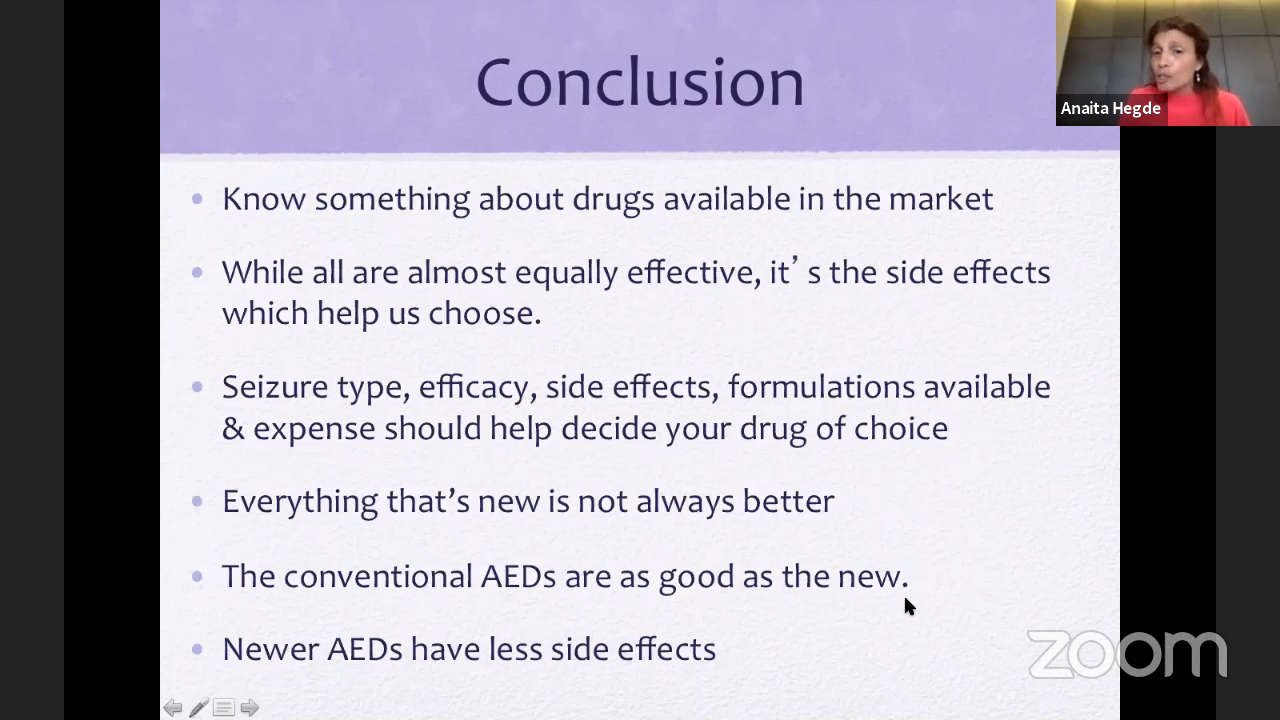 Conclusion
Anaita Hegde
• Know something about drugs available in the market
• While all are almost equally effective, it’ s the side effects
which help us choose.
• Seizure type, efficacy, side effects, formulations available
& expense should help decide your drug of choice
• Everything that’s new is not always better
• The conventional AEDs are as good as the new.
• Newer AEDs have less side effects
zoom